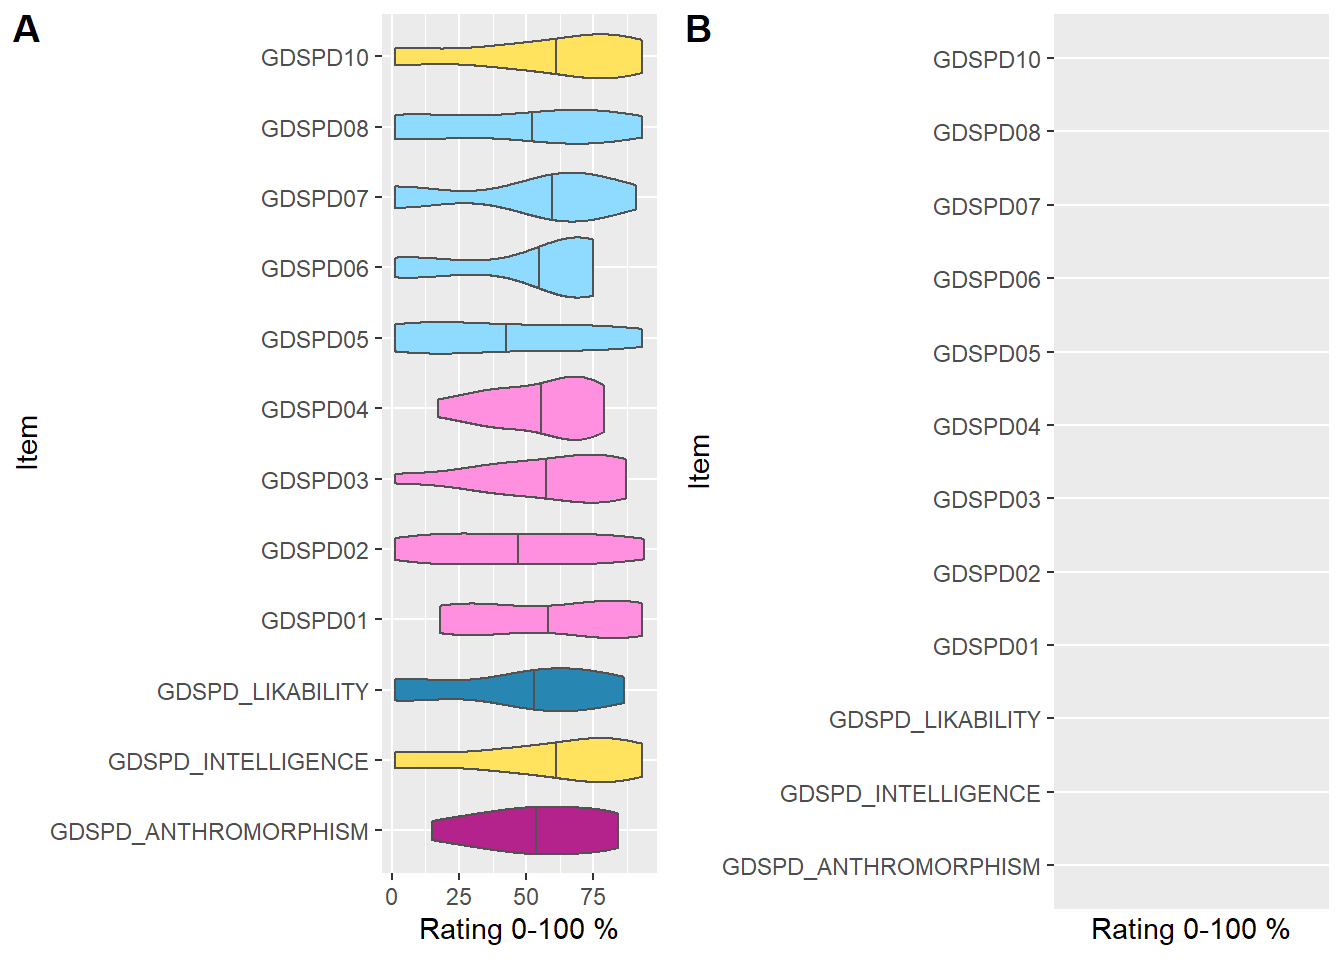 A
GDSPD10
GDSPD08
GDSPD07
GDSPD06
GDSPD05
GDSPD04
GDSPD03
GDSPD02
GDSPD01
GDSPD_LIKABILITY
GDSPD_INTELLIGENCE
GDSPD_ANTHROMORPHISM
Item
0 25 50 75
Rating 0-100 %
B
GDSPD10
GDSPD08
GDSPD07
GDSPD06
GDSPD05
GDSPD04
GDSPD03
GDSPD02
GDSPD01
GDSPD_LIKABILITY
GDSPD_INTELLIGENCE
GDSPD_ANTHROMORPHISM
Item
Rating 0-100 %